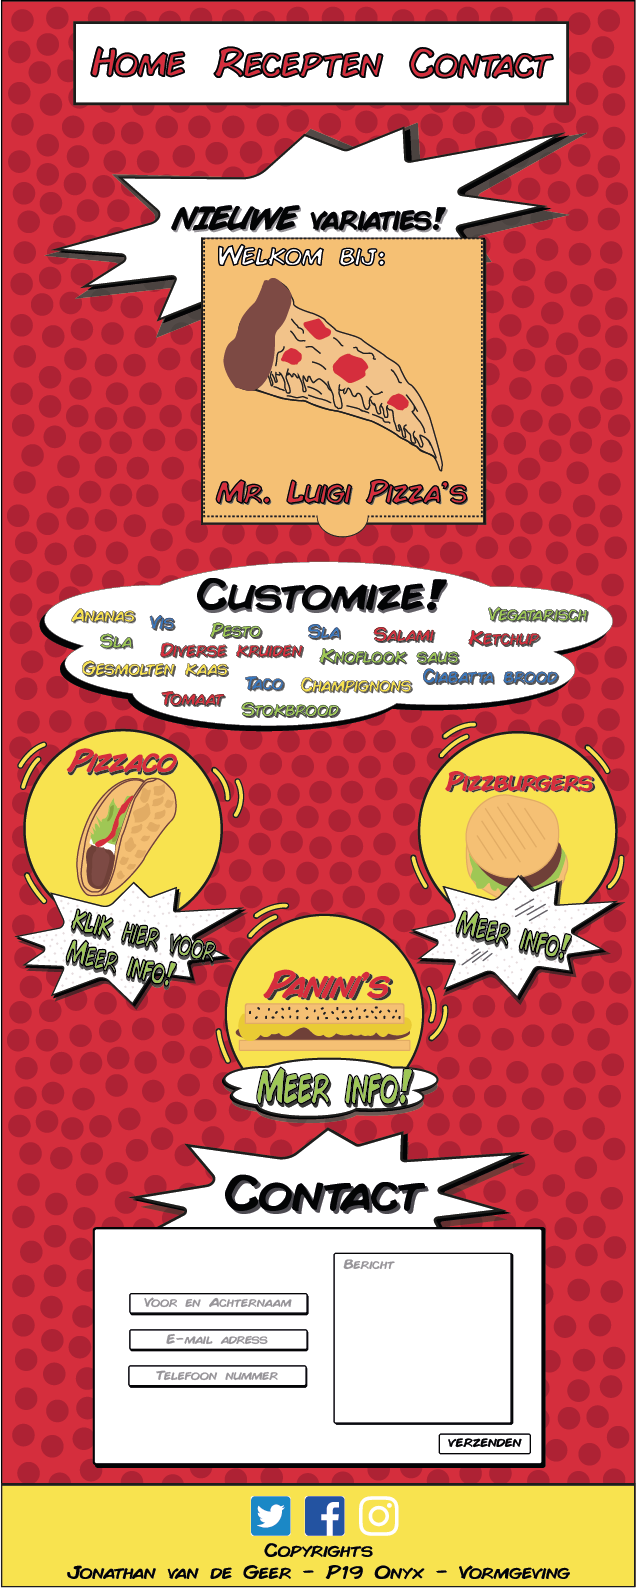 Home Recepten Contact
Nieuwe variaties!
Welkom bij:
Mr. Luigi Pizza's
Customize!
Ananas Vis Pesto Sla Salami Ketchup Vegatarisch
Sla Diverse kruiden Knoflook saus
Gesmolten kaas Taco Champignons Ciabatta brood
Tomaat Stokbrood
Pizzaco
Klik hier voor
Meer info!
Pizzburgers
Meer info!
Panini's
Meer info!
Contact
Voor en Achternaam
E-mail adress
Telefoon nummer
Bericht
Verzenden
Copyrights
Jonathan van de Geer - P19 Onyx - Vormgeving